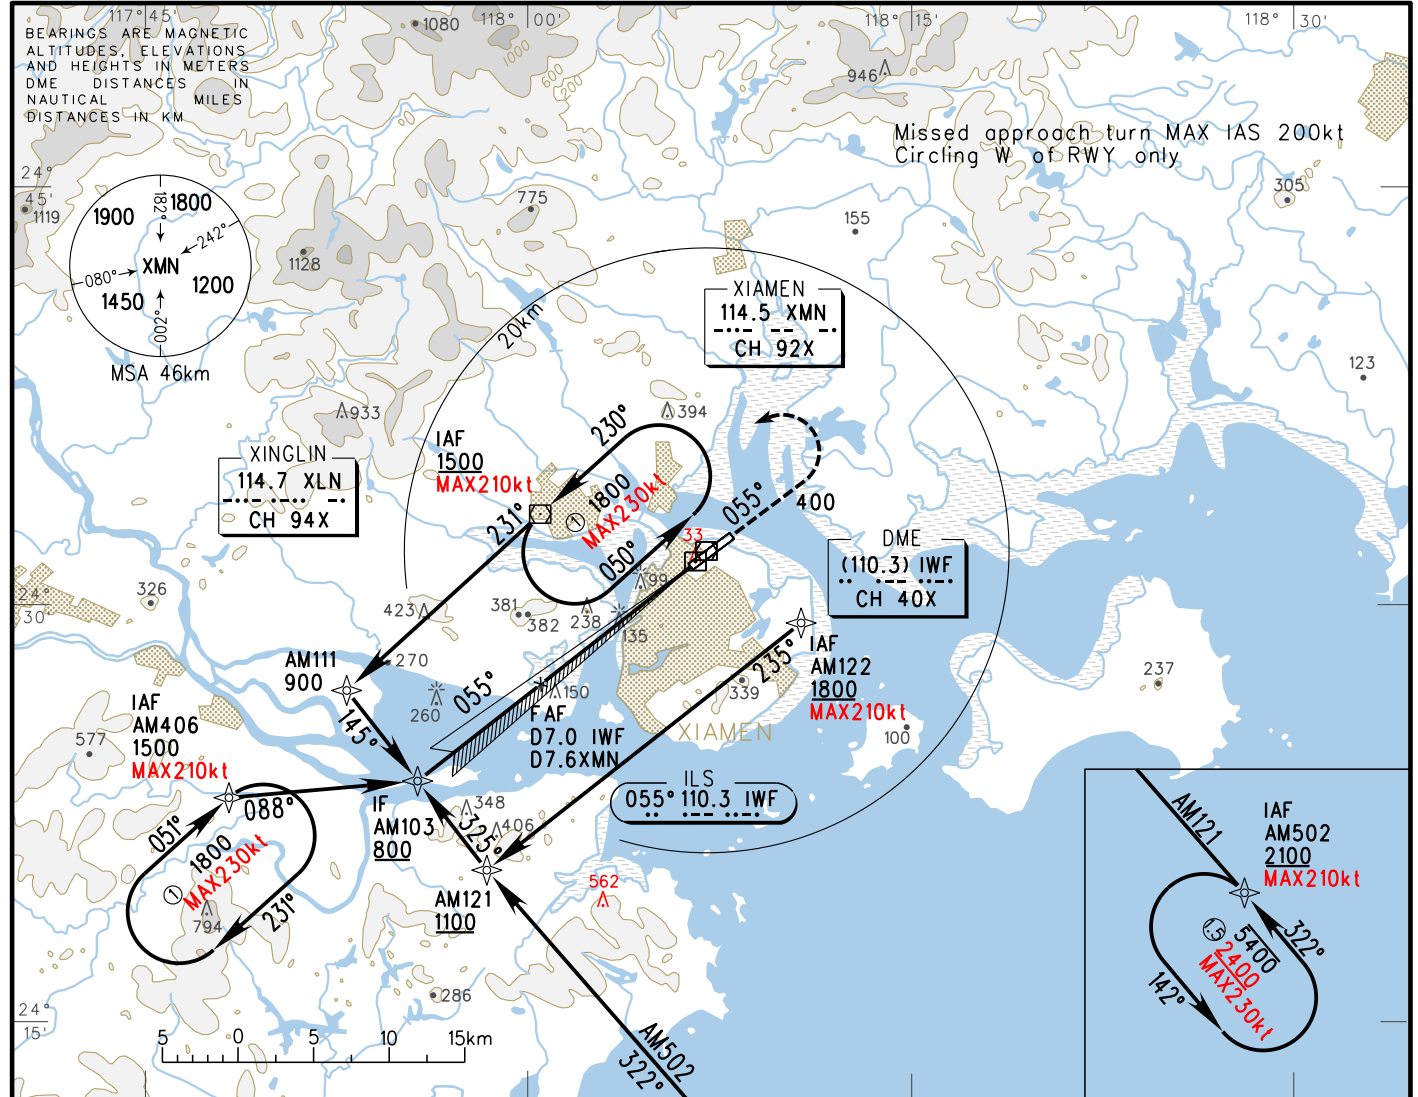 117° 45'
118° 00'
118° 15'
118° 30'
BEARINGS ARE MAGNETIC
ALTITUDES, ELEVATIONS
AND HEIGHTS IN METERS
DME DISTANCES IN
NAUTICAL MILES
DISTANCES IN KM
1080
1000
600
200
946
Missed approach turn MAX IAS 200kt
Circling W of RWY only
24°
45'
1119
1900
1800
182°
242°
080°
XMN
1450
1200
002°
MSA 46km
1128
775
155
305
20km
XIAMEN
114.5 XMN
CH 92X
123
933
394
IAF
1500
MAX210kt
230°
XINGLIN
114.7 XLN
CH 94X
231°
1 1800
MAX230kt
050°
055°
400
33
DME
(110.3) IWF
CH 40X
99
24°
30'
326
423
381
382
238
135
270
AM111
900
145°
055°
260
150
FAF
D7.0 IWF
D7.6XMN
235°
339
XIAMEN
IAF
AM122
1800
MAX210kt
100
237
IAF
AM406
1500
MAX210kt
577
088°
051°
1 1800
MAX230kt
231°
794
IF
AM103
800
348
406
325°
ILS
055° 110.3 IWF
AM121
1100
562
286
24°
15'
5 0 5 10 15km
AM502
322°
AM121
IAF
AM502
2100
MAX210kt
1.5 5400
2400
MAX230kt
322°
142°